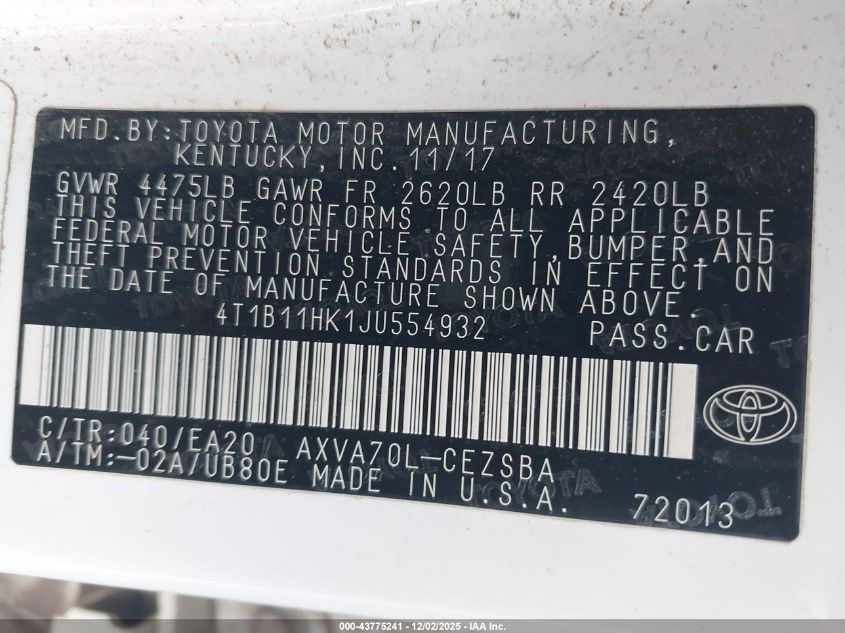 MFD.BY:TOYOTA MOTOR MANUFACTURING,
KENTUCKY,INC.11/17
GVWR 4475LB GAWR FR 2620LB RR 2420LB
THIS VEHICLE CONFORMS TO ALL APPLICABLE
FEDERAL MOTOR VEHICLE SAFETY,BUMPER,AND
THEFT PREVENTION STANDARDS IN EFFECT ON
THE DATE OF MANUFACTURE SHOWN ABOVE.
4T1B11HK1JU554932 PASS.CAR
C/TR:040/EA20 AXVA70L-CEZSBA
A/TM:-02A/UB80E MADE IN U.S.A. 72013
000-43775241 - 12/02/2025 - IAA Inc.